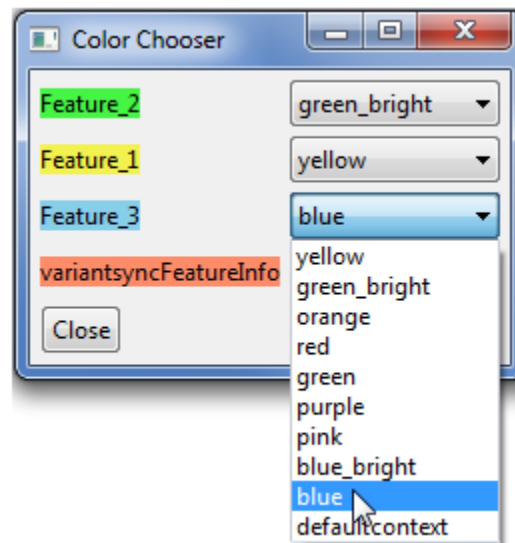 Color Chooser
Feature_2 green_bright
Feature_1 yellow
Feature_3 blue
variantsyncFeatureInfo
Close
yellow
green_bright
orange
red
green
purple
pink
blue_bright
blue
defaultcontext